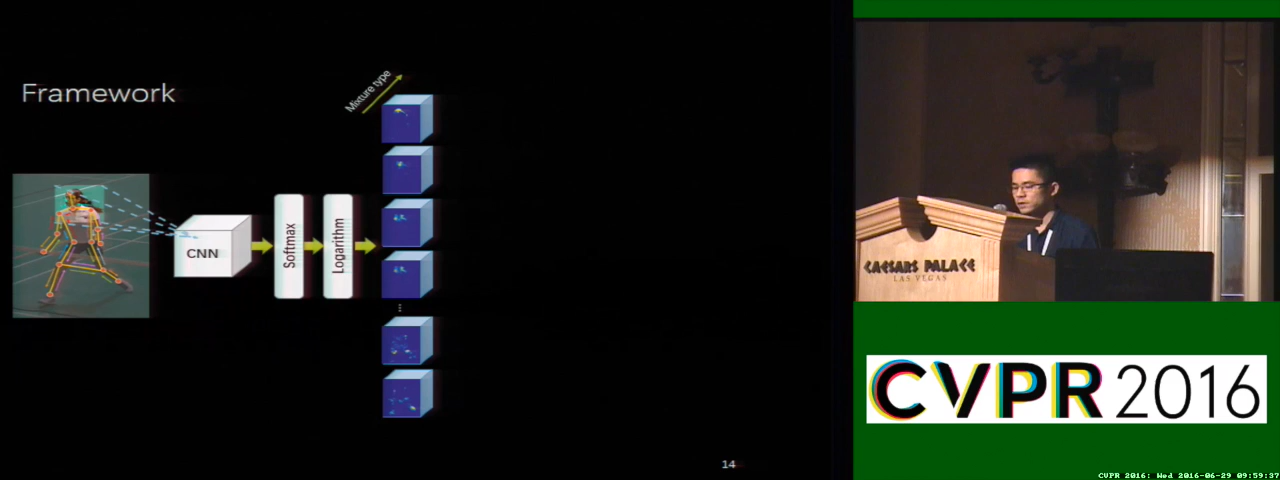 Framework
Mixture type
CNN
Softmax
Logarithm
14
CAESARS PALACE
LAS VEGAS
CVPR 2016
CVPR 2016: Wed 2016-06-29 09:59:37